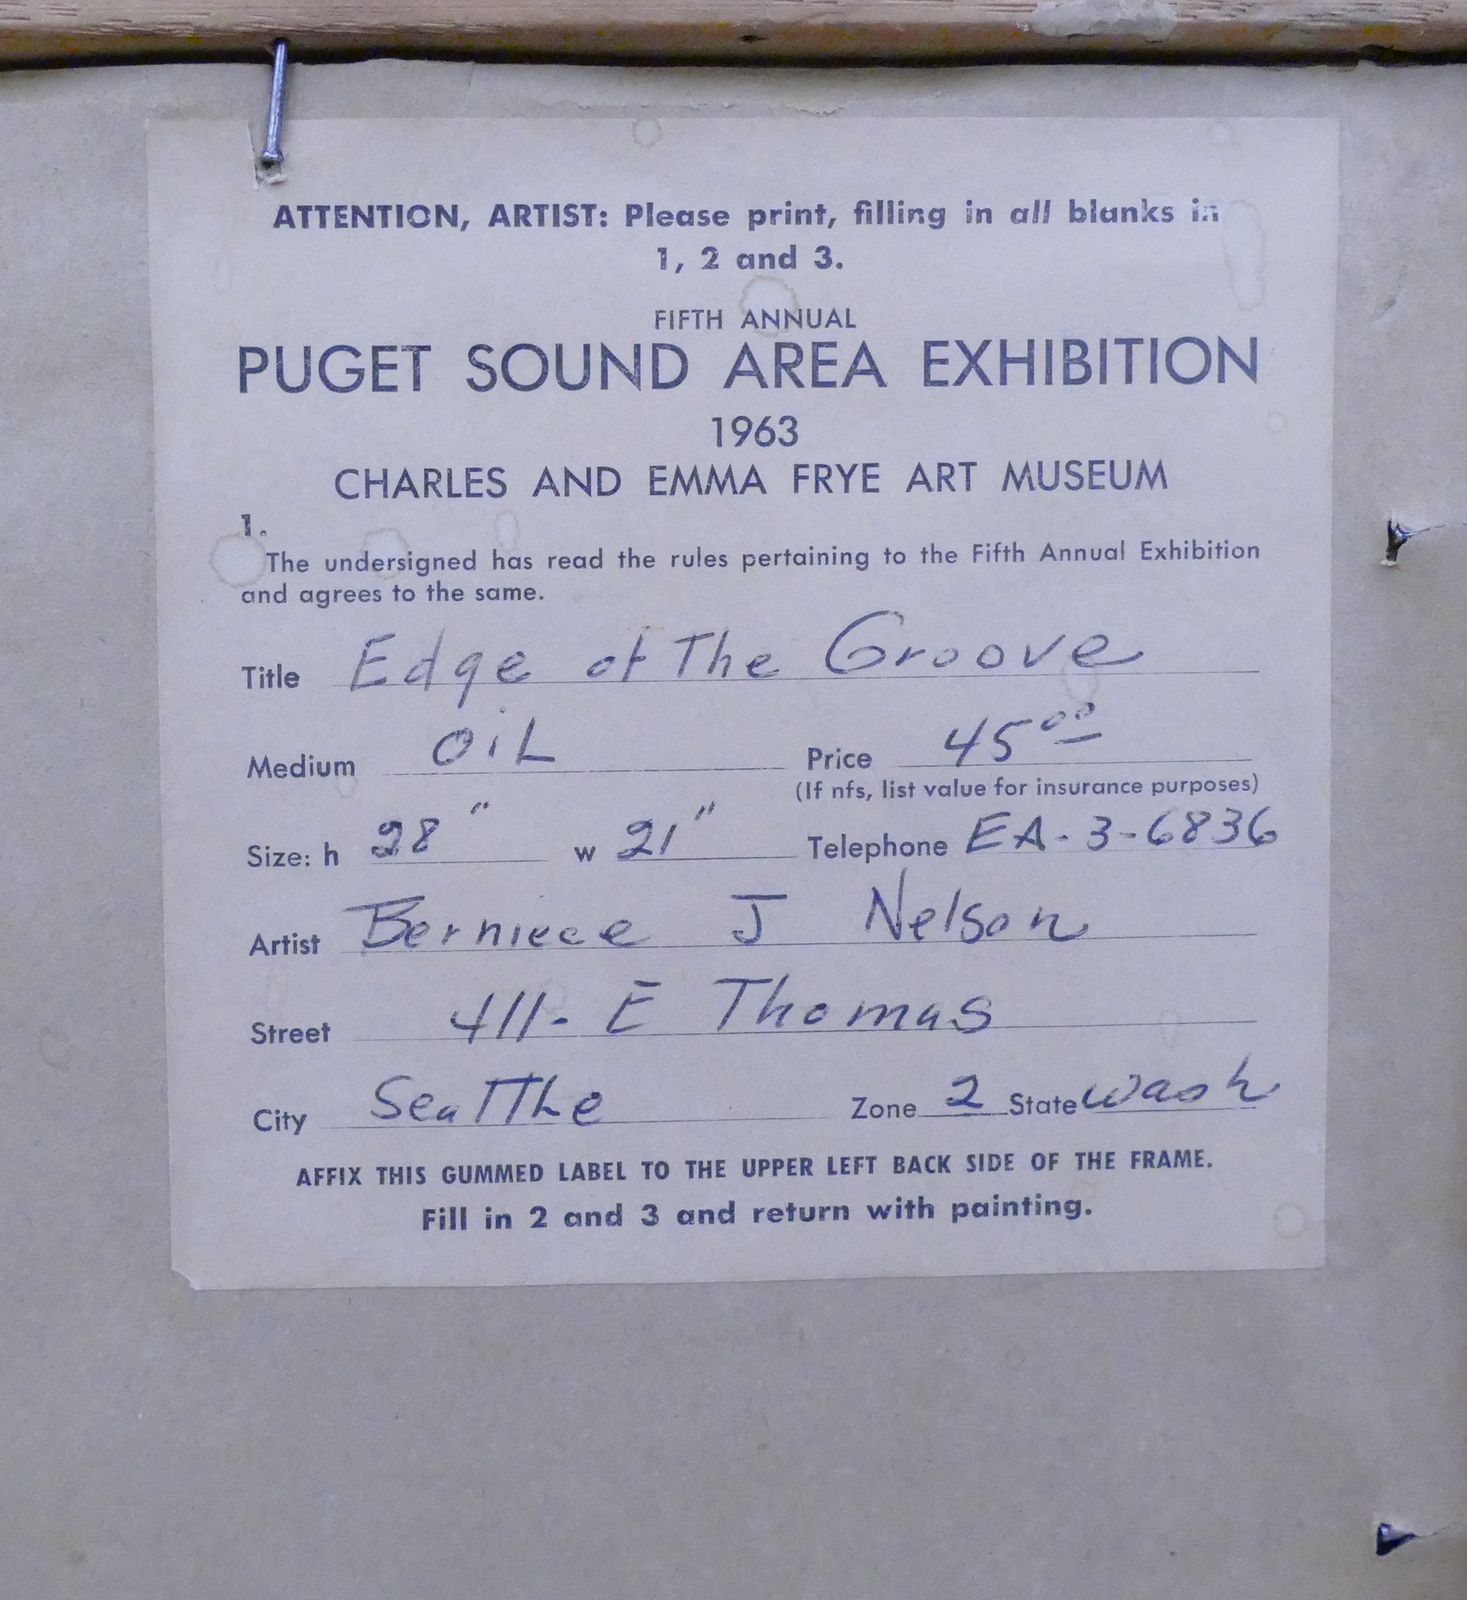 ATTENTION, ARTIST: Please print, filling in all blanks in
1, 2 and 3.
FIFTH ANNUAL
PUGET SOUND AREA EXHIBITION
1963
CHARLES AND EMMA FRYE ART MUSEUM
1.
The undersigned has read the rules pertaining to the Fifth Annual Exhibition
and agrees to the same.
Title Edge of The Groove
Medium OiL Price 45.00
(If nfs, list value for insurance purposes)
Size: h 28" w 21" Telephone EA-3-6836
Artist Berniece J Nelson
Street 411- E Thomas
City SeaTTLe Zone 2 State Wash
AFFIX THIS GUMMED LABEL TO THE UPPER LEFT BACK SIDE OF THE FRAME.
Fill in 2 and 3 and return with painting.